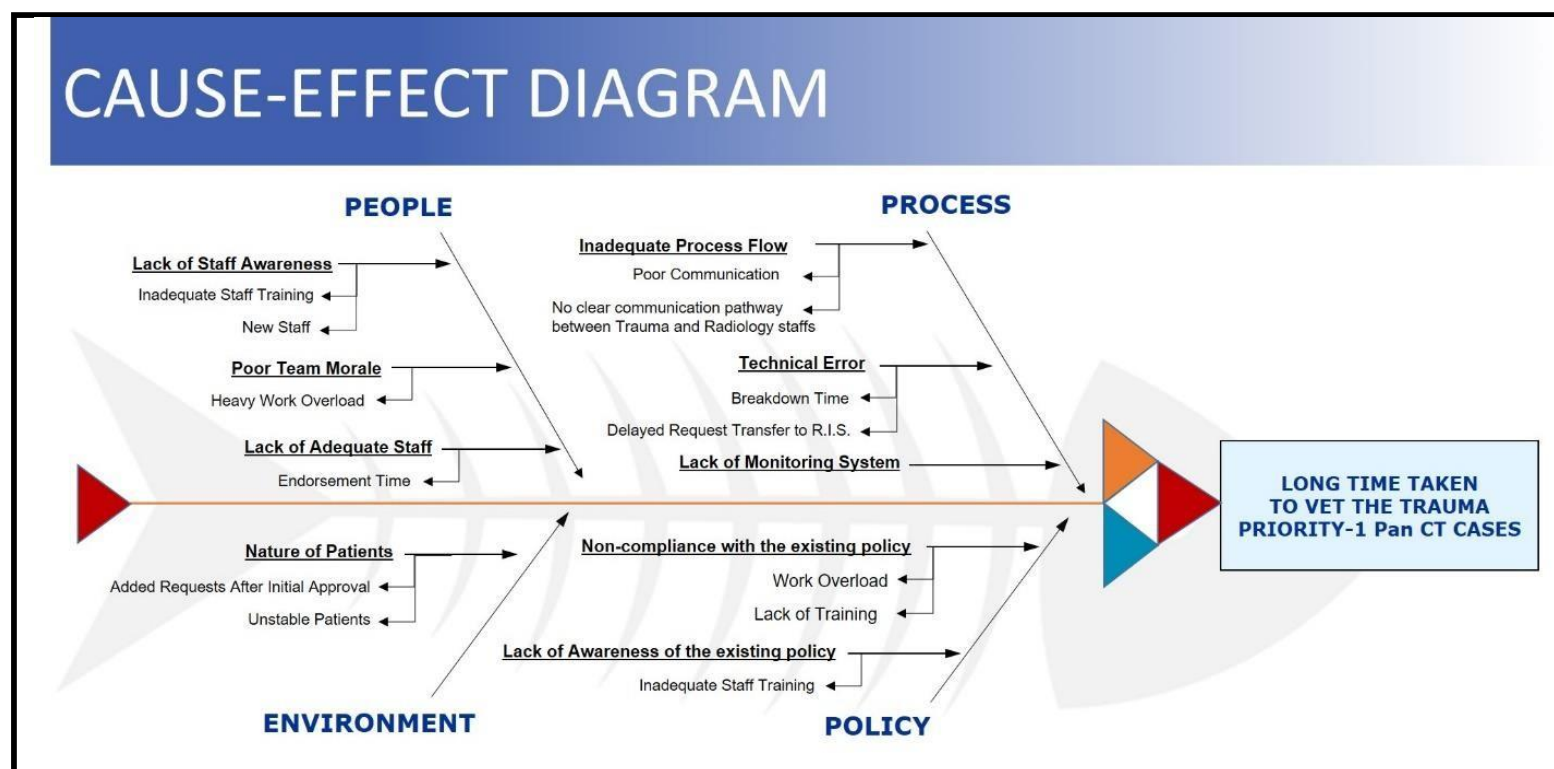 CAUSE-EFFECT DIAGRAM
PEOPLE
Lack of Staff Awareness
Inadequate Staff Training
New Staff
Poor Team Morale
Heavy Work Overload
Lack of Adequate Staff
Endorsement Time
PROCESS
Inadequate Process Flow
Poor Communication
No clear communication pathway
between Trauma and Radiology staffs
Technical Error
Breakdown Time
Delayed Request Transfer to R.I.S.
Lack of Monitoring System
LONG TIME TAKEN
TO VET THE TRAUMA
PRIORITY-1 Pan CT CASES
Nature of Patients
Added Requests After Initial Approval
Unstable Patients
ENVIRONMENT
Non-compliance with the existing policy
Work Overload
Lack of Training
Lack of Awareness of the existing policy
Inadequate Staff Training
POLICY